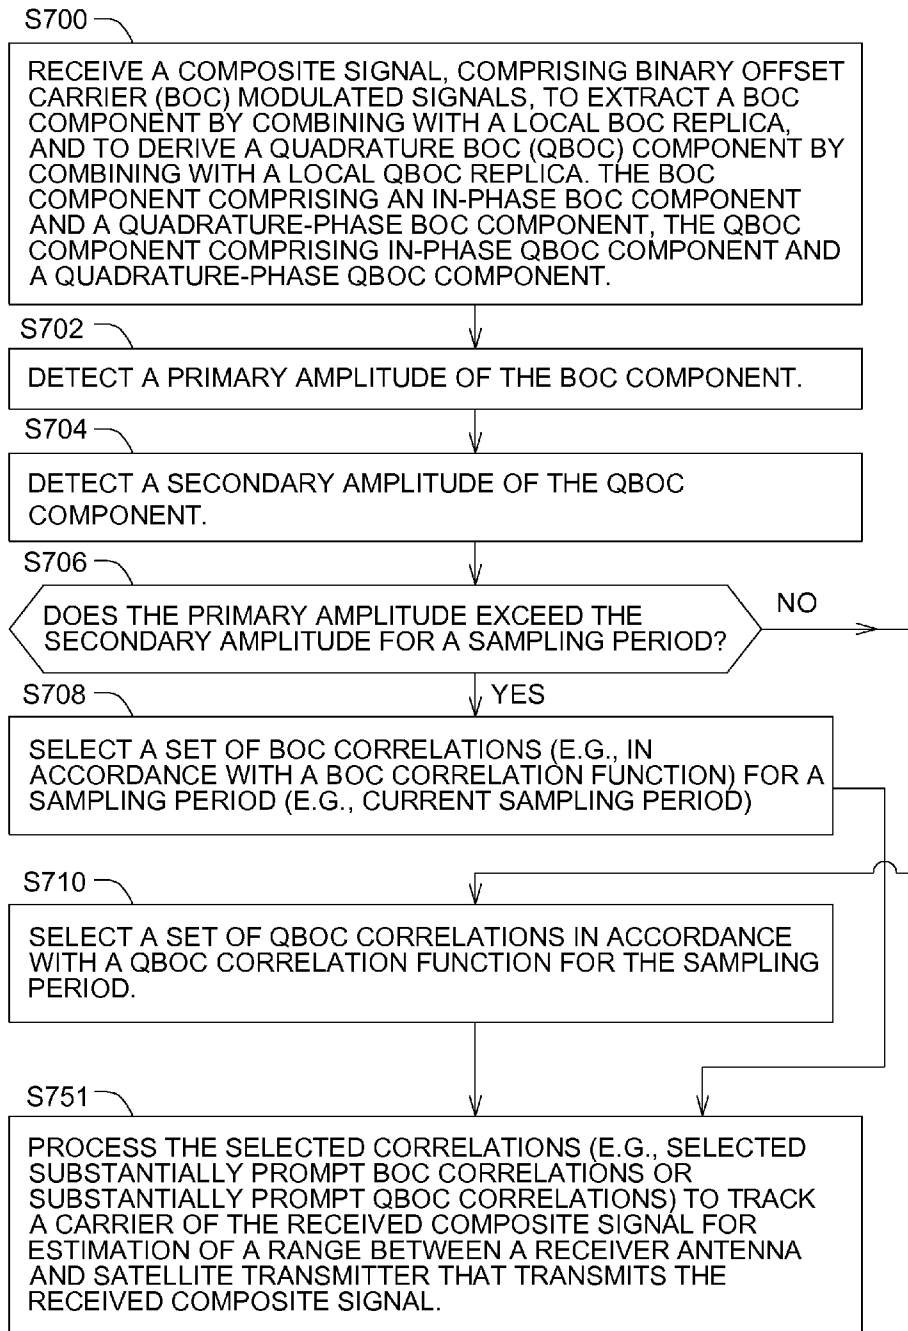 S700
RECEIVE A COMPOSITE SIGNAL, COMPRISING BINARY OFFSET
CARRIER (BOC) MODULATED SIGNALS, TO EXTRACT A BOC
COMPONENT BY COMBINING WITH A LOCAL BOC REPLICA,
AND TO DERIVE A QUADRATURE BOC (QBOC) COMPONENT BY
COMBINING WITH A LOCAL QBOC REPLICA. THE BOC
COMPONENT COMPRISING AN IN-PHASE BOC COMPONENT
AND A QUADRATURE-PHASE BOC COMPONENT, THE QBOC
COMPONENT COMPRISING IN-PHASE QBOC COMPONENT AND
A QUADRATURE-PHASE QBOC COMPONENT.
S702
DETECT A PRIMARY AMPLITUDE OF THE BOC COMPONENT.
S704
DETECT A SECONDARY AMPLITUDE OF THE QBOC
COMPONENT.
S706
DOES THE PRIMARY AMPLITUDE EXCEED THE
SECONDARY AMPLITUDE FOR A SAMPLING PERIOD?
NO
YES
S708
SELECT A SET OF BOC CORRELATIONS (E.G., IN
ACCORDANCE WITH A BOC CORRELATION FUNCTION) FOR A
SAMPLING PERIOD (E.G., CURRENT SAMPLING PERIOD)
S710
SELECT A SET OF QBOC CORRELATIONS IN ACCORDANCE
WITH A QBOC CORRELATION FUNCTION FOR THE SAMPLING
PERIOD.
S751
PROCESS THE SELECTED CORRELATIONS (E.G., SELECTED
SUBSTANTIALLY PROMPT BOC CORRELATIONS OR
SUBSTANTIALLY PROMPT QBOC CORRELATIONS) TO TRACK
A CARRIER OF THE RECEIVED COMPOSITE SIGNAL FOR
ESTIMATION OF A RANGE BETWEEN A RECEIVER ANTENNA
AND SATELLITE TRANSMITTER THAT TRANSMITS THE
RECEIVED COMPOSITE SIGNAL.